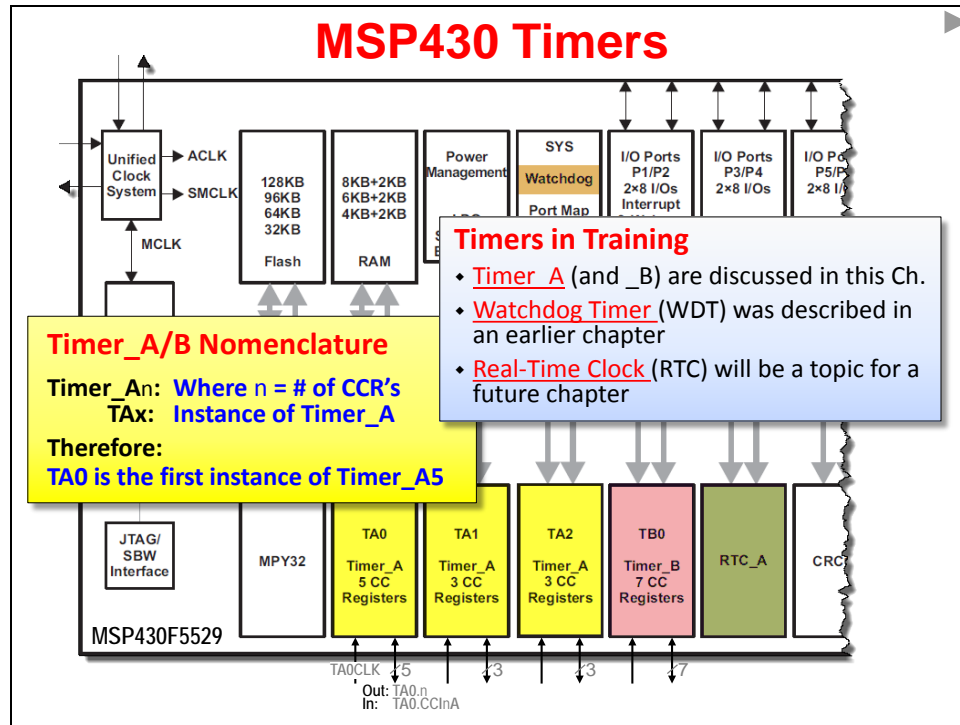 MSP430 Timers
Unified
Clock
System
ACLK
SMCLK
MCLK
128KB
96KB
64KB
32KB
Flash
8KB+2KB
6KB+2KB
4KB+2KB
RAM
Power
Management
SYS
Watchdog
Port Map
I/O Ports
P1/P2
2×8 I/Os
Interrupt
I/O Ports
P3/P4
2×8 I/Os
2×8 I/
Timers in Training
Timer_A (and _B) are discussed in this Ch.
Watchdog Timer (WDT) was described in
an earlier chapter
Real-Time Clock (RTC) will be a topic for a
future chapter
Timer_A/B Nomenclature
Timer_An: Where n = # of CCR's
TAx: Instance of Timer_A
Therefore:
TA0 is the first instance of Timer_A5
JTAG/
SBW
Interface
MPY32
TA0
Timer_A
5 CC
Registers
TA1
Timer_A
3 CC
Registers
TA2
Timer_A
3 CC
Registers
TB0
Timer_B
7 CC
Registers
RTC_A
CRC
MSP430F5529
TA0CLK
5
3
3
7
Out: TA0.n
In: TA0.CCInA